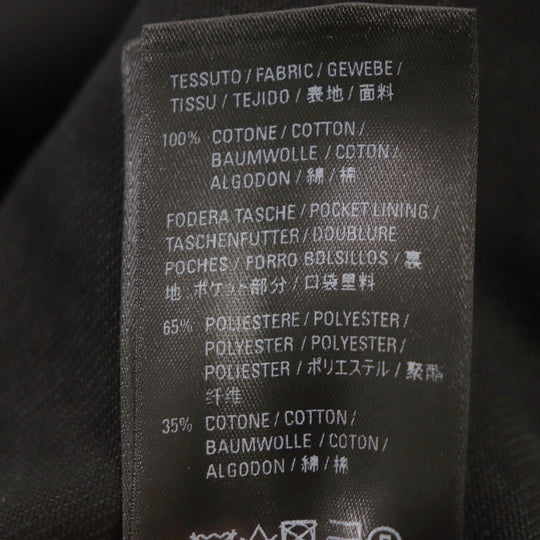 TESSUTO / FABRIC / GEWEBE /
TISSU / TEJIDO / 表地 / 面料
100% COTONE / COTTON /
BAUMWOLLE / COTON /
ALGODON / 綿 / 棉
FODERA TASCHE / POCKET LINING /
TASCHENFUTTER / DOUBLURE
POCHES / FORRO BOLSILLOS / 裏
地 ポケット部分 / 口袋里料
65% POLIESTERE / POLYESTER /
POLYESTER / POLYESTER /
POLIESTER / ポリエステル / 聚酯
纤维
35% COTONE / COTTON /
BAUMWOLLE / COTON /
ALGODON / 綿 / 棉